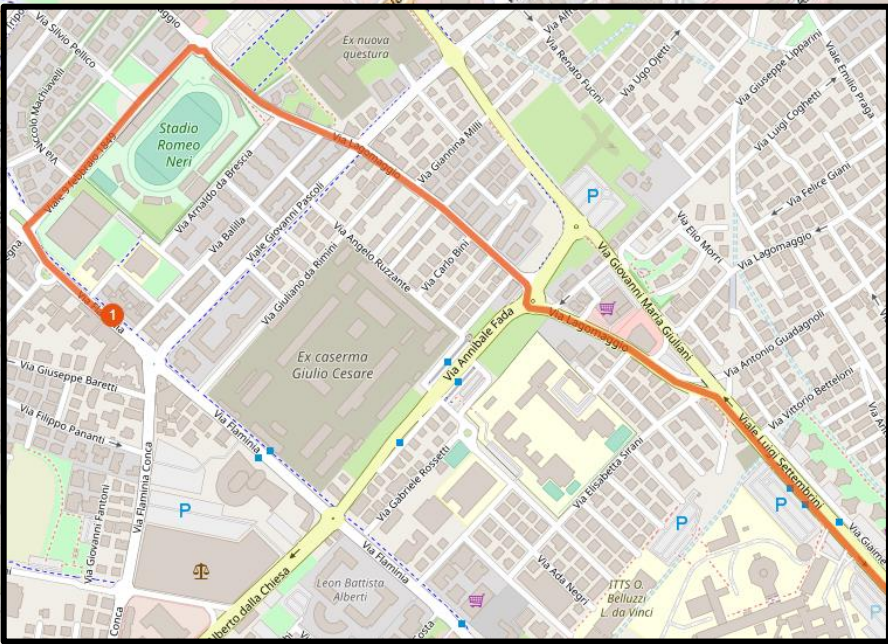 Via Silvio Pellico
Ex nuova
questura
Via Renato Fucini
Via Ugo Ojetti
Via Giuseppe Lipparini
Viale Emilio Praga
Via Luigi Coghetti
Via Niccolò Machiavelli
Stadio
Romeo
Neri
Viale 9 febbraio 1849
Via Lagomaggio
Via Giannina Milli
P
Via Felice Giani
Via Arnaldo da Brescia
Via Balilla
Viale Giovanni Pascoli
Via Elio Morri
Via Lagomaggio
Via Angelo Ruzzante
Via Carlo Bini
Via Giuliano da Rimini
Via Giovanni Maria Giuliani
1
Via Lagomaggio
Via Antonio Guadagnoli
Via Annibale Fada
Ex caserma
Giulio Cesare
Via Giuseppe Baretti
Via Vittorio Betteloni
Via Filippo Pananti
Via Flaminia
Viale Luigi Settembrini
Via Flaminia Conca
Via Gabriele Rossetti
Via Elisabetta Sirani
P
P
P
Via Giovanni Fantoni
Via Flaminia
Via Ada Negri
Leon Battista
Alberti
ITTS O.
Belluzzi
L. da Vinci
Alberto dalla Chiesa
Conca
P